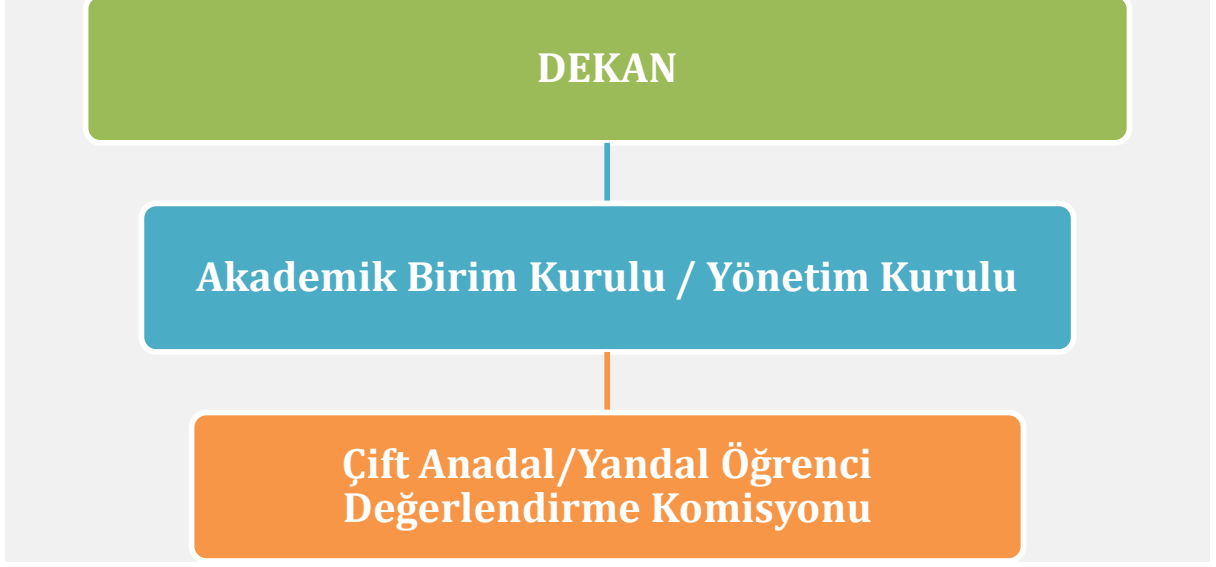 DEKAN
Akademik Birim Kurulu / Yönetim Kurulu
Çift Anadal/Yandal Öğrenci
Değerlendirme Komisyonu